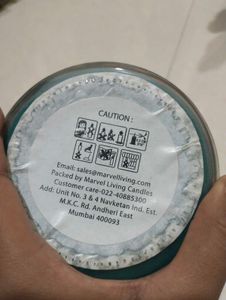 CAUTION :
Email: sales@marvelliving.com
Packed by Marvel Living Candles
Customer care-022-40885300
Add: Unit No. 3 & 4 Navketan Ind. Est.
M.K.C. Rd. Andheri East
Mumbai 400093